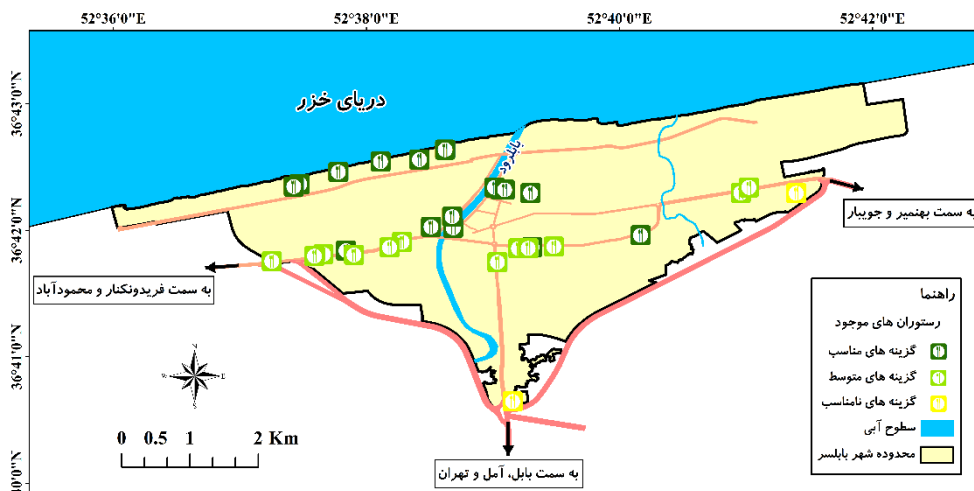 52°36'0"E 52°38'0"E 52°40'0"E 52°42'0"E
36°43'0"N
36°42'0"N
36°41'0"N
دریای خزر
بابلرود
به سمت بهنمیر و جویبار
به سمت فریدونکنار و محمودآباد
به سمت بابل، آمل و تهران
N
W E
S
0 0.5 1 2 Km
راهنما
رستوران های موجود
گزینه های مناسب
گزینه های متوسط
گزینه های نامناسب
سطوح آبی
محدوده شهر بابلسر